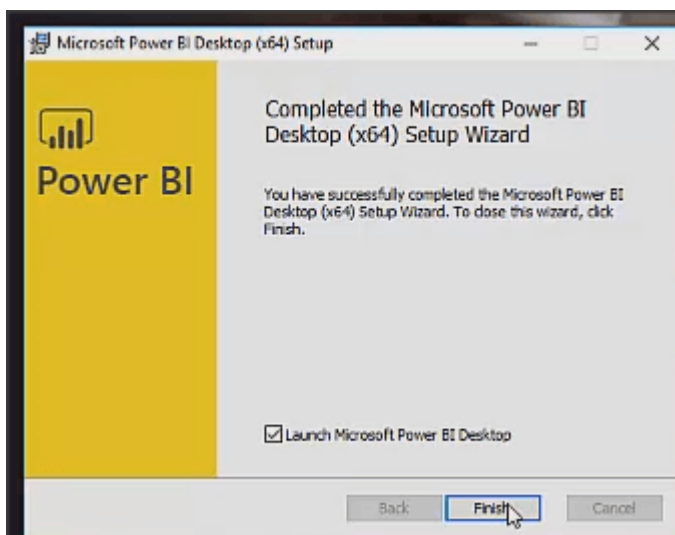 Microsoft Power BI Desktop (x64) Setup
Power BI
Completed the Microsoft Power BI
Desktop (x64) Setup Wizard
You have successfully completed the Microsoft Power BI
Desktop (x64) Setup Wizard. To close this wizard, click
Finish.
Launch Microsoft Power BI Desktop
Back
Finish
Cancel